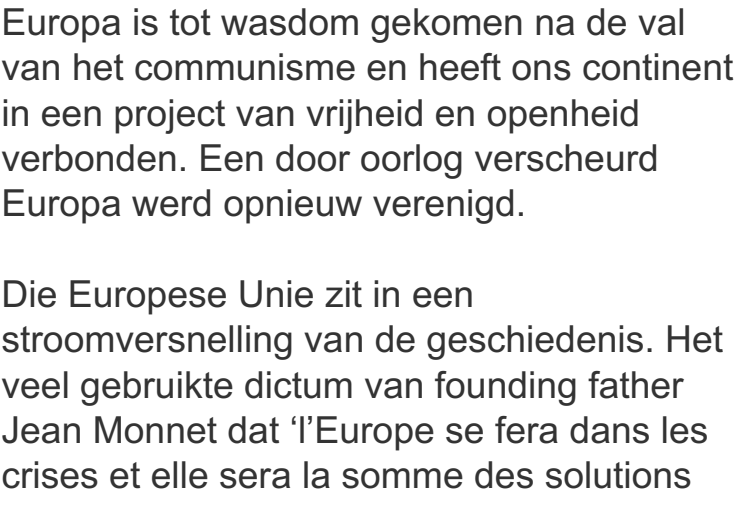 Europa is tot wasdom gekomen na de val
van het communisme en heeft ons continent
in een project van vrijheid en openheid
verbonden. Een door oorlog verscheurd
Europa werd opnieuw verenigd.
Die Europese Unie zit in een
stroomversnelling van de geschiedenis. Het
veel gebruikte dictum van founding father
Jean Monnet dat ‘l’Europe se fera dans les
crises et elle sera la somme des solutions